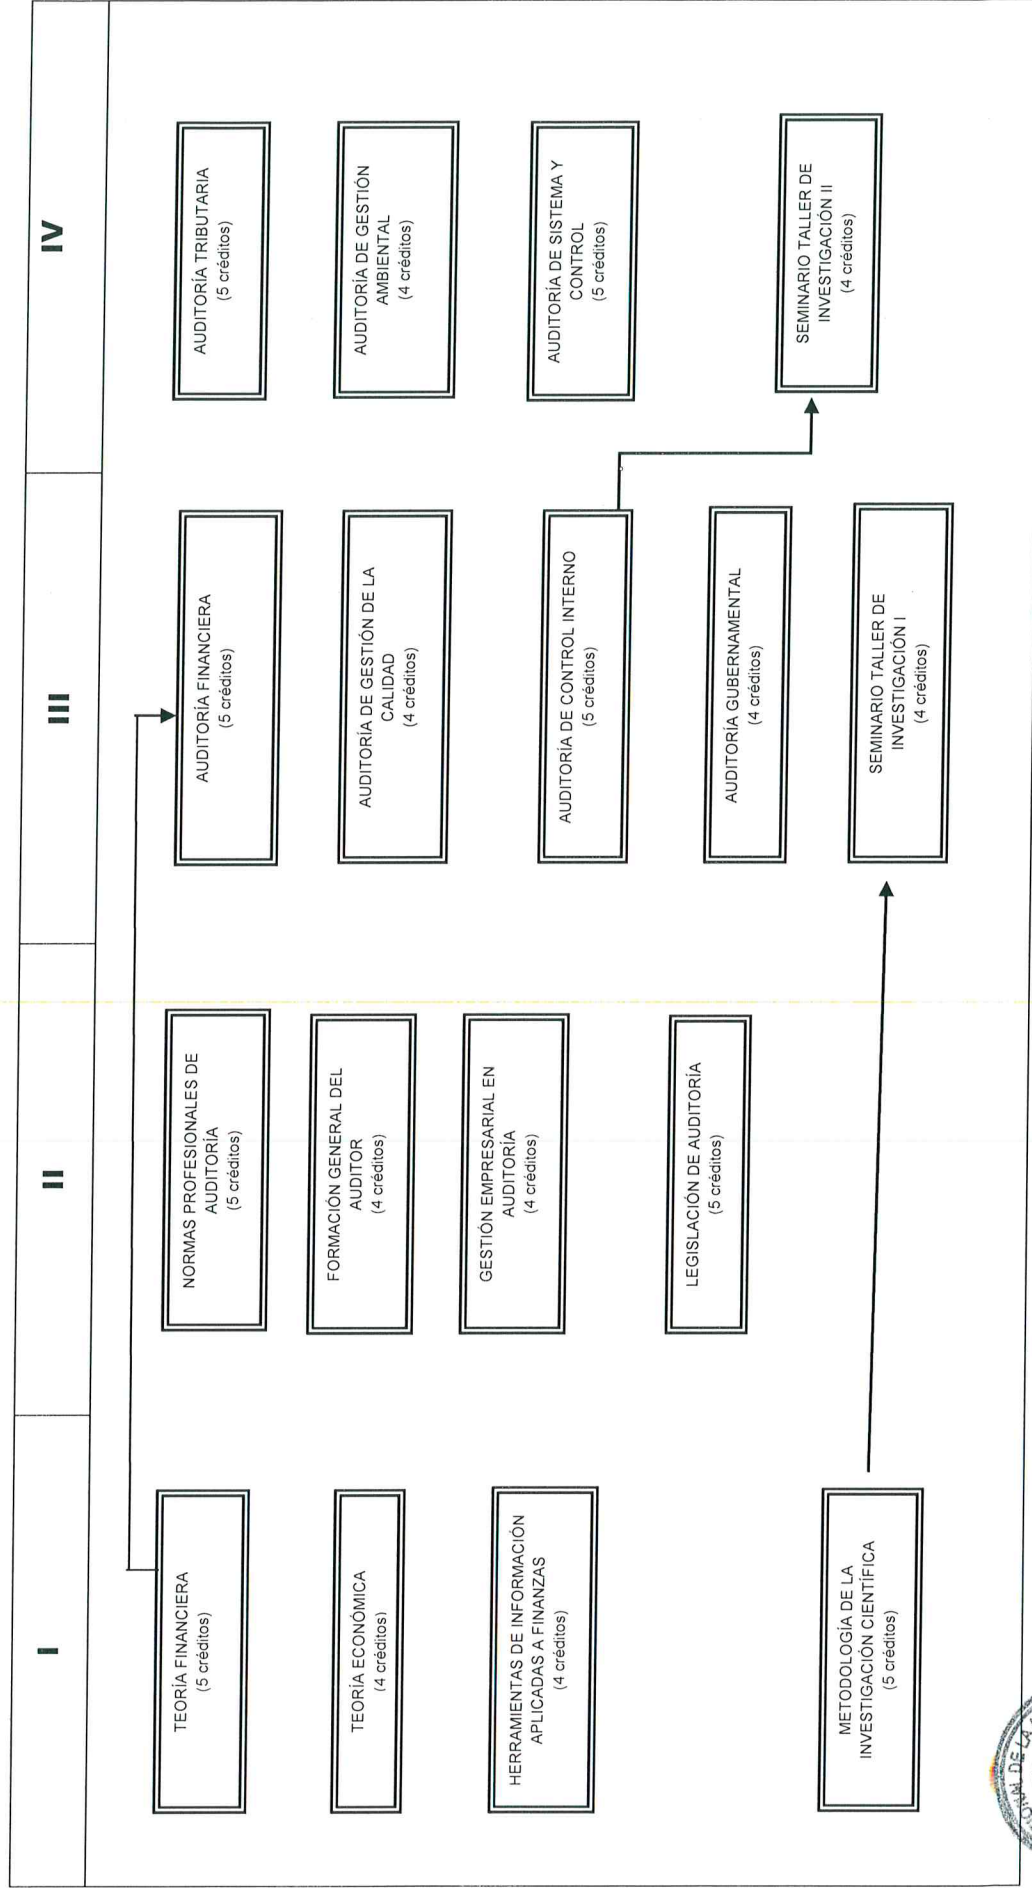 I
II
III
IV
TEORÍA FINANCIERA
(5 créditos)
TEORÍA ECONÓMICA
(4 créditos)
HERRAMIENTAS DE INFORMACIÓN
APLICADAS A FINANZAS
(4 créditos)
METODOLOGÍA DE LA
INVESTIGACIÓN CIENTÍFICA
(5 créditos)
NORMAS PROFESIONALES DE
AUDITORÍA
(5 créditos)
FORMACIÓN GENERAL DEL
AUDITOR
(4 créditos)
GESTIÓN EMPRESARIAL EN
AUDITORÍA
(4 créditos)
LEGISLACIÓN DE AUDITORÍA
(5 créditos)
AUDITORÍA FINANCIERA
(5 créditos)
AUDITORÍA DE GESTIÓN DE LA
CALIDAD
(4 créditos)
AUDITORÍA DE CONTROL INTERNO
(5 créditos)
AUDITORÍA GUBERNAMENTAL
(4 créditos)
SEMINARIO TALLER DE
INVESTIGACIÓN I
(4 créditos)
AUDITORÍA TRIBUTARIA
(5 créditos)
AUDITORÍA DE GESTIÓN
AMBIENTAL
(4 créditos)
AUDITORÍA DE SISTEMA Y
CONTROL
(5 créditos)
SEMINARIO TALLER DE
INVESTIGACIÓN II
(4 créditos)
DE LA